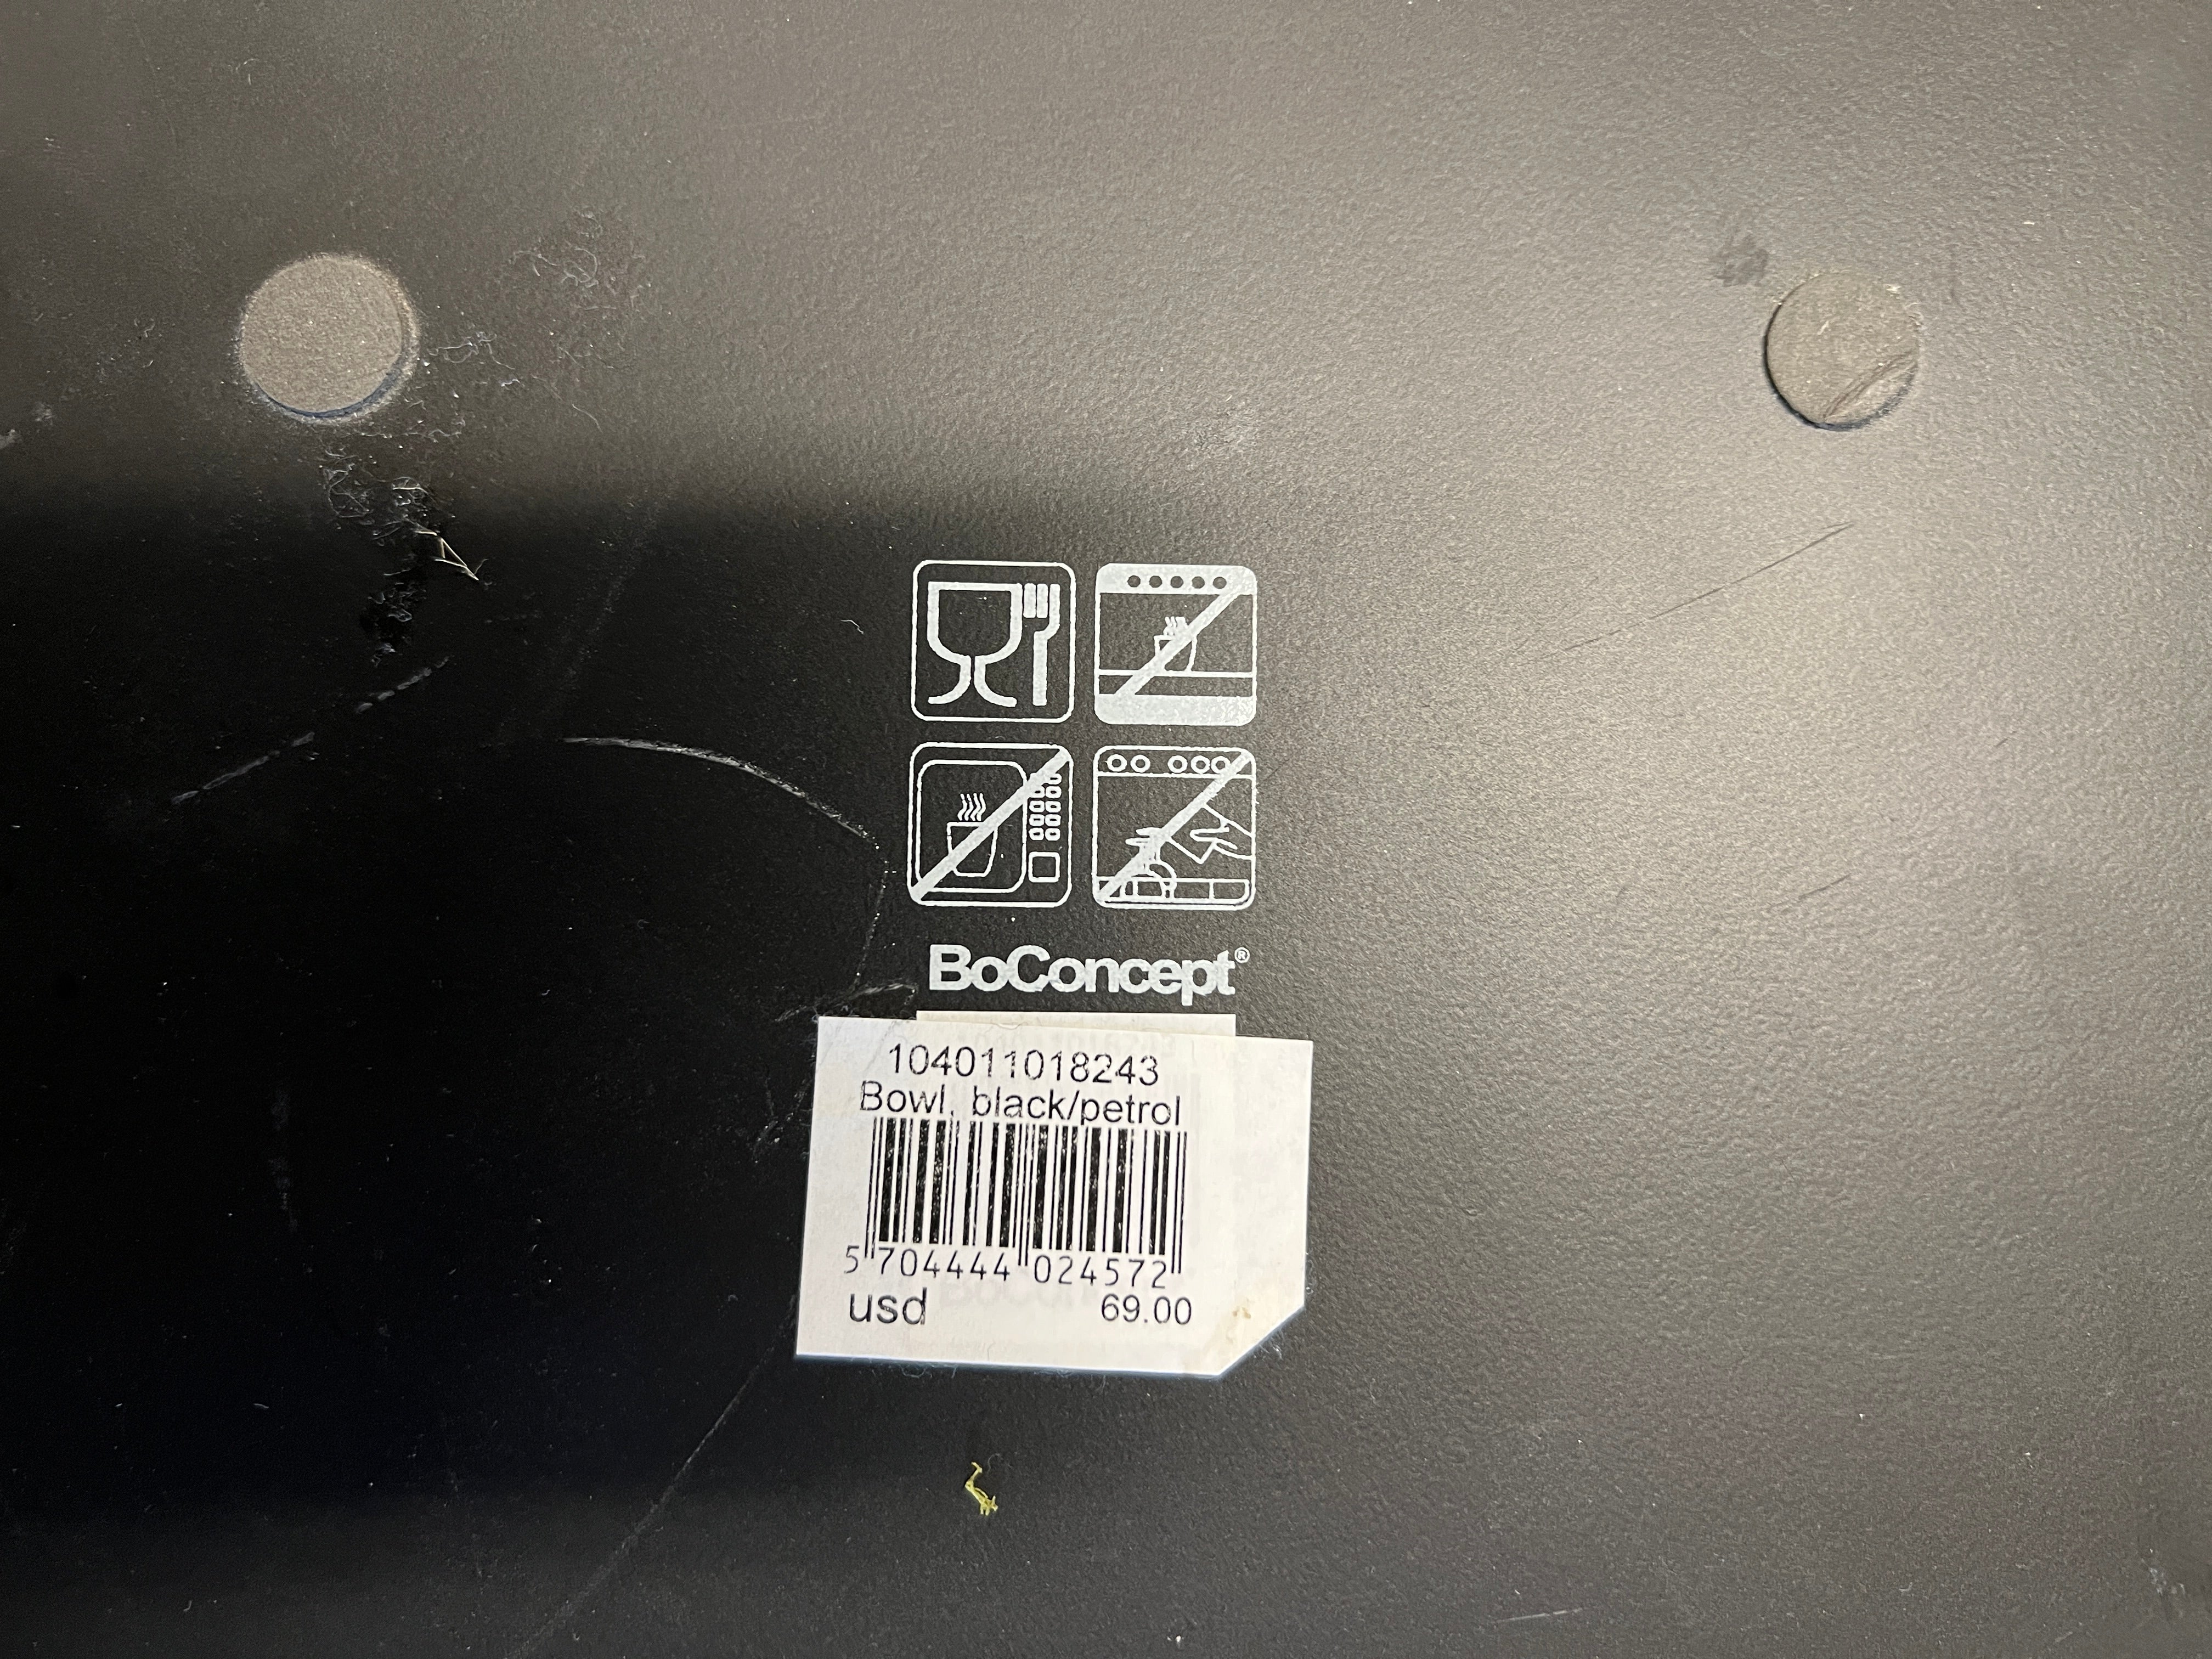 BoConcept®
104011018243
Bowl, black/petrol
5 704444 024572
usd 69.00